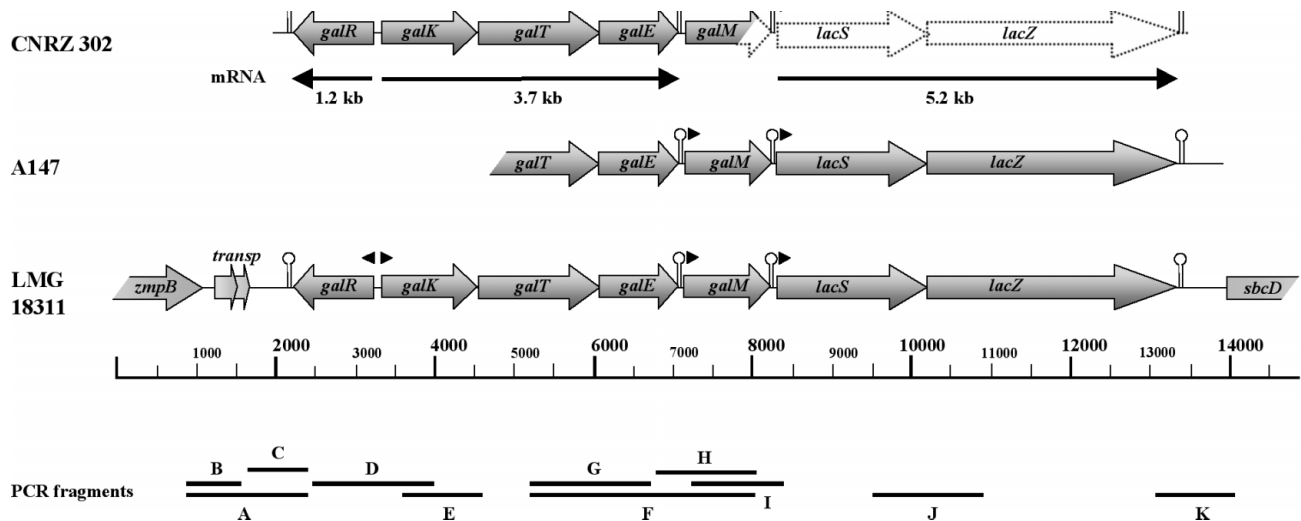 CNRZ 302 galR galK galT galE galM lacS lacZ
mRNA
1.2 kb 3.7 kb 5.2 kb
A147 galT galE galM lacS lacZ
transp
LMG 18311 zmpB galR galK galT galE galM lacS lacZ sbcD
1000 2000 3000 4000 5000 6000 7000 8000 9000 10000 11000 12000 13000 14000
C H
B D G
PCR fragments
A E F I J K